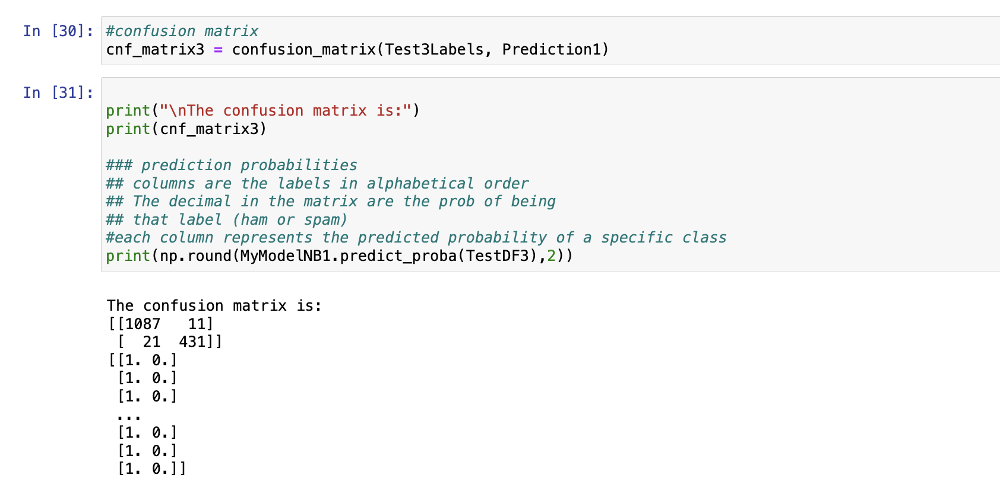 In [30]:
#confusion matrix
cnf_matrix3 = confusion_matrix(Test3Labels, Prediction1)
In [31]:
print("\nThe confusion matrix is:")
print(cnf_matrix3)
### prediction probabilities
## columns are the labels in alphabetical order
## The decimal in the matrix are the prob of being
## that label (ham or spam)
#each column represents the predicted probability of a specific class
print(np.round(MyModelNB1.predict_proba(TestDF3),2))
The confusion matrix is:
[[1087   11]
 [  21  431]]
[[1. 0.]
 [1. 0.]
 [1. 0.]
 ...
 [1. 0.]
 [1. 0.]
 [1. 0.]]